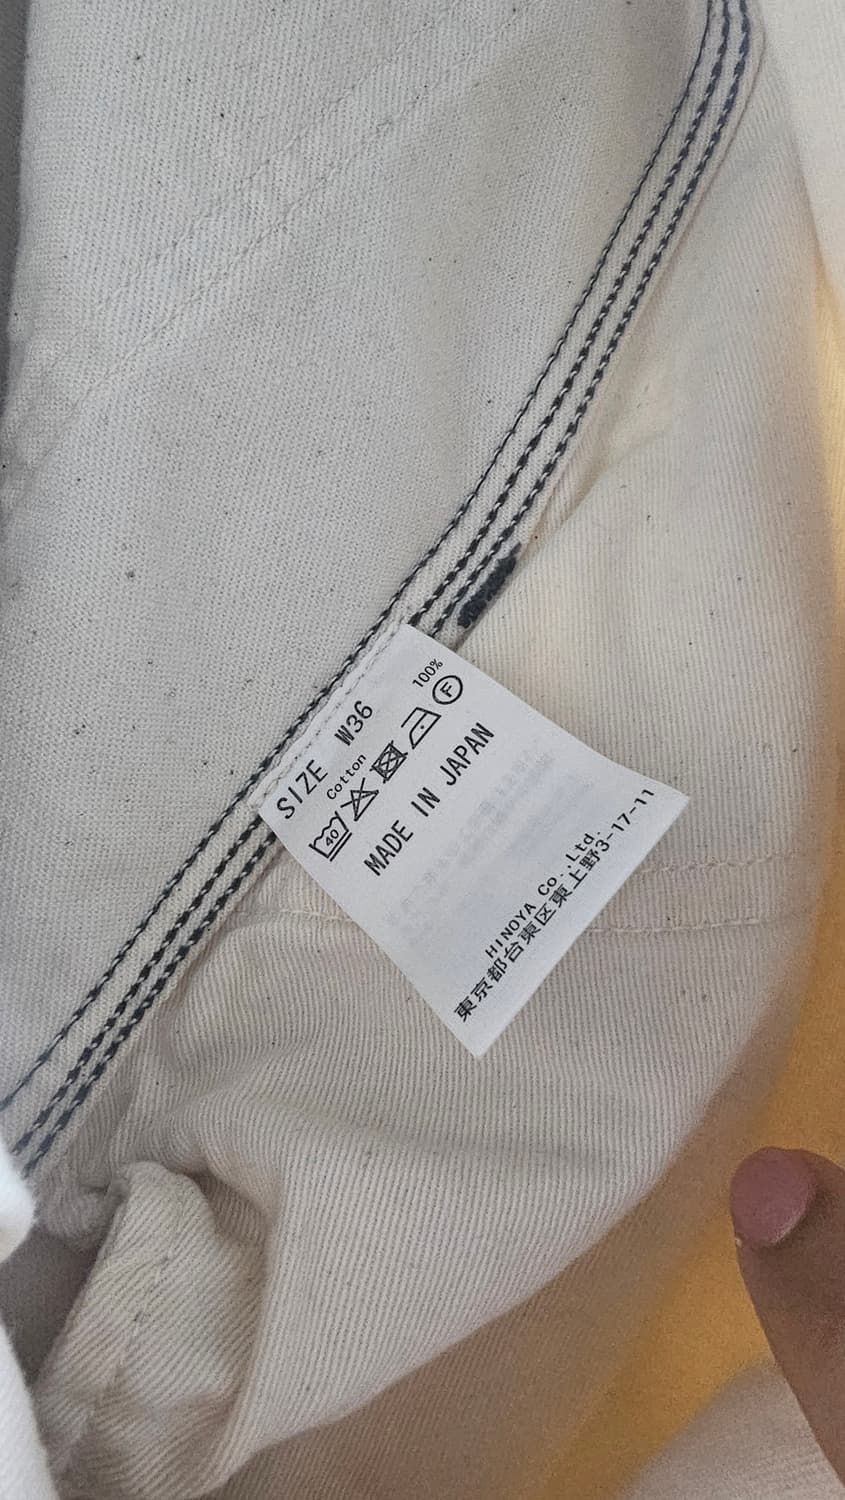 SIZE W36
Cotton 100%
40 F
MADE IN JAPAN
HINOYA Co.,Ltd.
東京都台東区東上野3-17-11